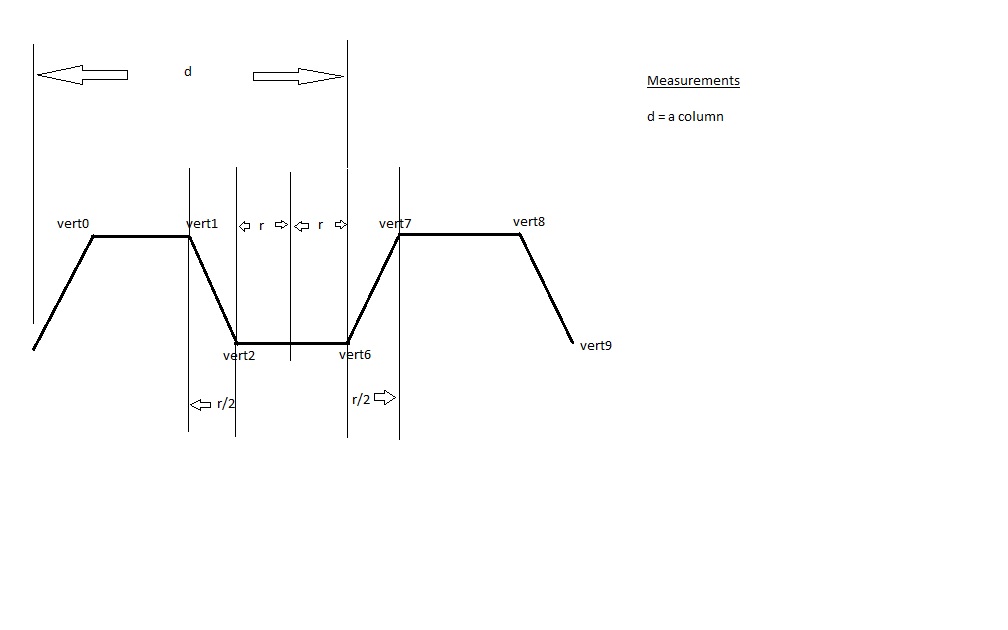 d
Measurements
d = a column
vert0
vert1
r
r
vert7
vert8
vert2
vert6
vert9
r/2
r/2